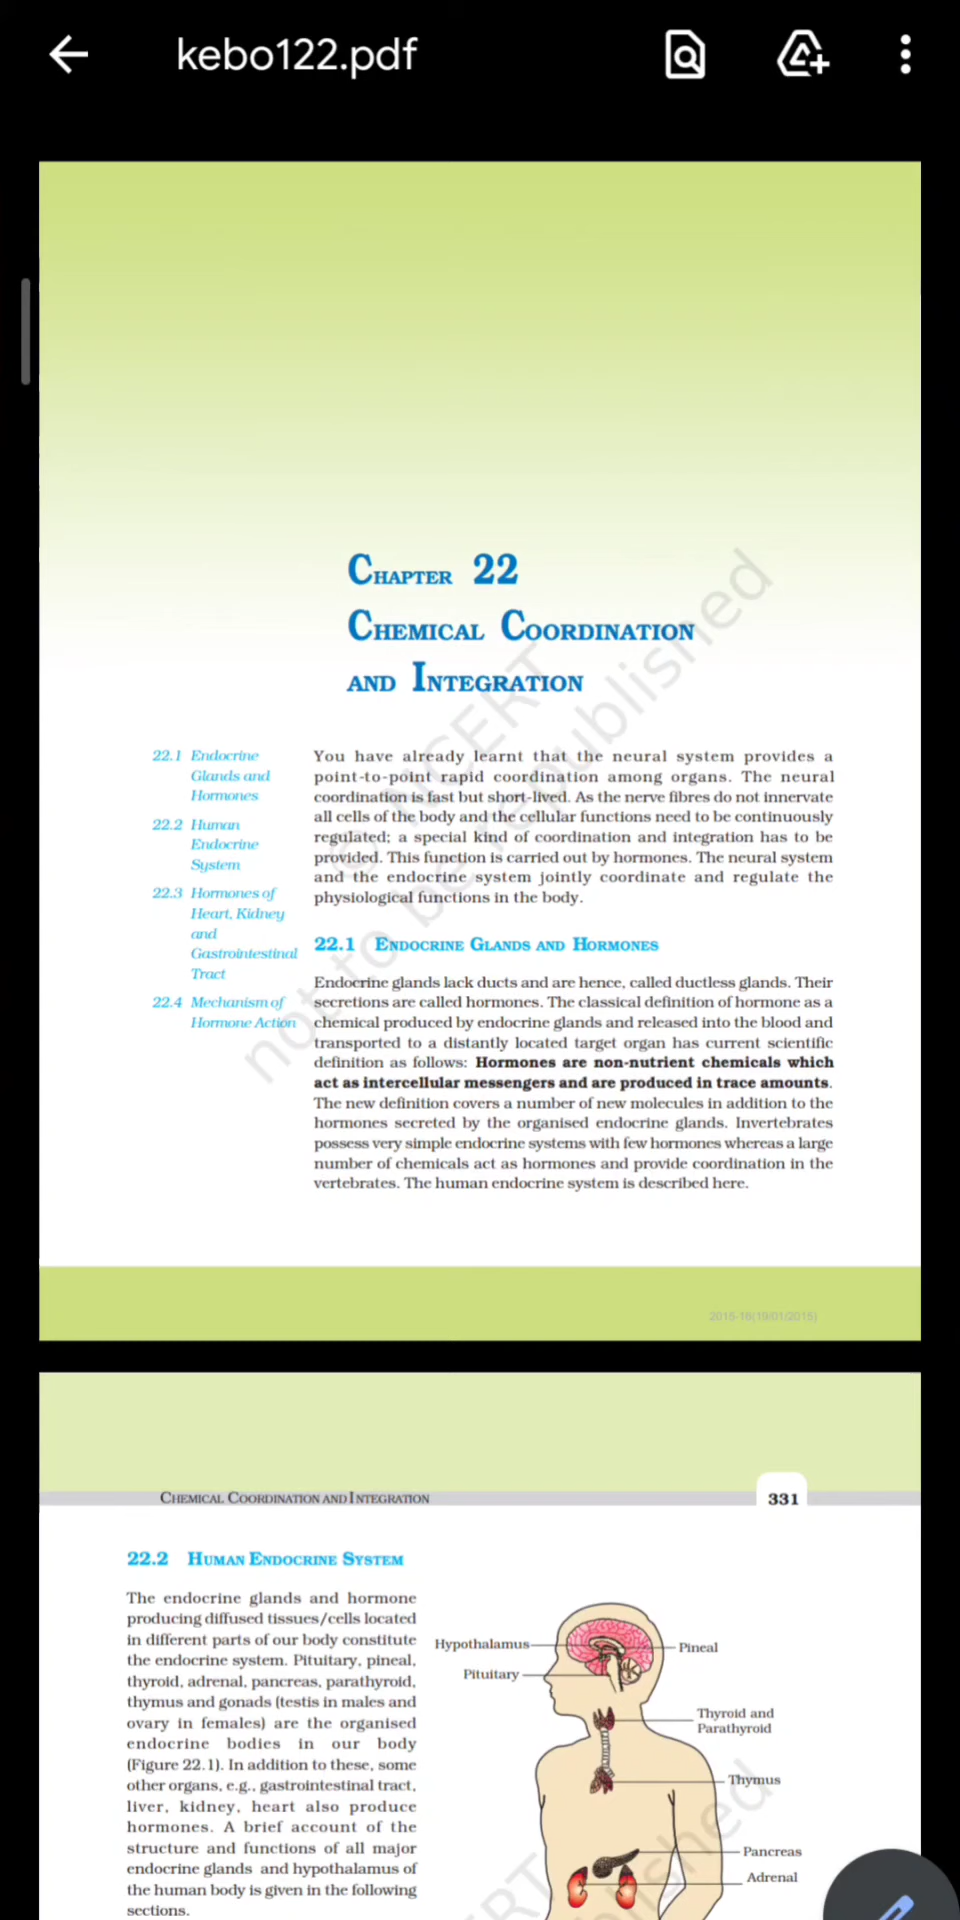 kebo122.pdf
CHAPTER 22
CHEMICAL COORDINATION
AND INTEGRATION
22.1 Endocrine
Glands and
Hormones
22.2 Human
Endocrine
System
22.3 Hormones of
Heart, Kidney
and
Gastrointestinal
Tract
22.4 Mechanism of
Hormone Action
You have already learnt that the neural system provides a
point-to-point rapid coordination among organs. The neural
coordination is fast but short-lived. As the nerve fibres do not innervate
all cells of the body and the cellular functions need to be continuously
regulated; a special kind of coordination and integration has to be
provided. This function is carried out by hormones. The neural system
and the endocrine system jointly coordinate and regulate the
physiological functions in the body.
22.1 ENDOCRINE GLANDS AND HORMONES
Endocrine glands lack ducts and are hence, called ductless glands. Their
secretions are called hormones. The classical definition of hormone as a
chemical produced by endocrine glands and released into the blood and
transported to a distantly located target organ has current scientific
definition as follows: Hormones are non-nutrient chemicals which
act as intercellular messengers and are produced in trace amounts.
The new definition covers a number of new molecules in addition to the
hormones secreted by the organised endocrine glands. Invertebrates
possess very simple endocrine systems with few hormones whereas a large
number of chemicals act as hormones and provide coordination in the
vertebrates. The human endocrine system is described here.
© NCERT
not to be republished
2015-16(19/01/2015)
CHEMICAL COORDINATION AND INTEGRATION
331
22.2 HUMAN ENDOCRINE SYSTEM
The endocrine glands and hormone
producing diffused tissues/cells located
in different parts of our body constitute
the endocrine system. Pituitary, pineal,
thyroid, adrenal, pancreas, parathyroid,
thymus and gonads (testis in males and
ovary in females) are the organised
endocrine bodies in our body
(Figure 22.1). In addition to these, some
other organs, e.g., gastrointestinal tract,
liver, kidney, heart also produce
hormones. A brief account of the
structure and functions of all major
endocrine glands and hypothalamus of
the human body is given in the following
sections.
Hypothalamus
Pineal
Pituitary
Thyroid and
Parathyroid
Thymus
Pancreas
Adrenal